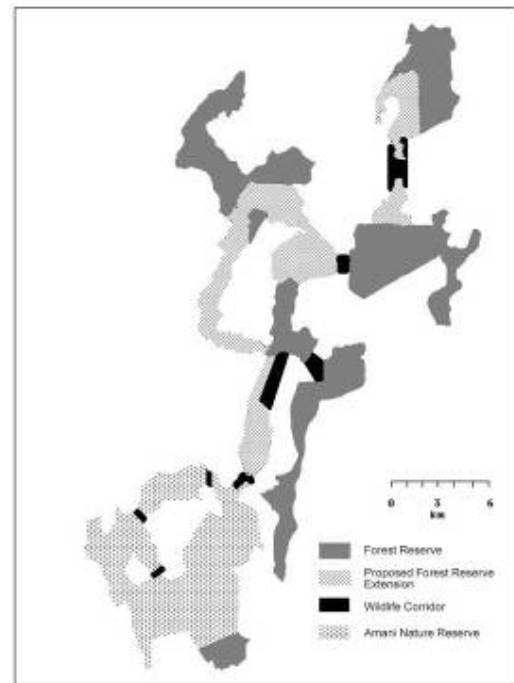 0 3 6
km
Forest Reserve
Proposed Forest Reserve
Extension
Wildlife Corridor
Amani Nature Reserve